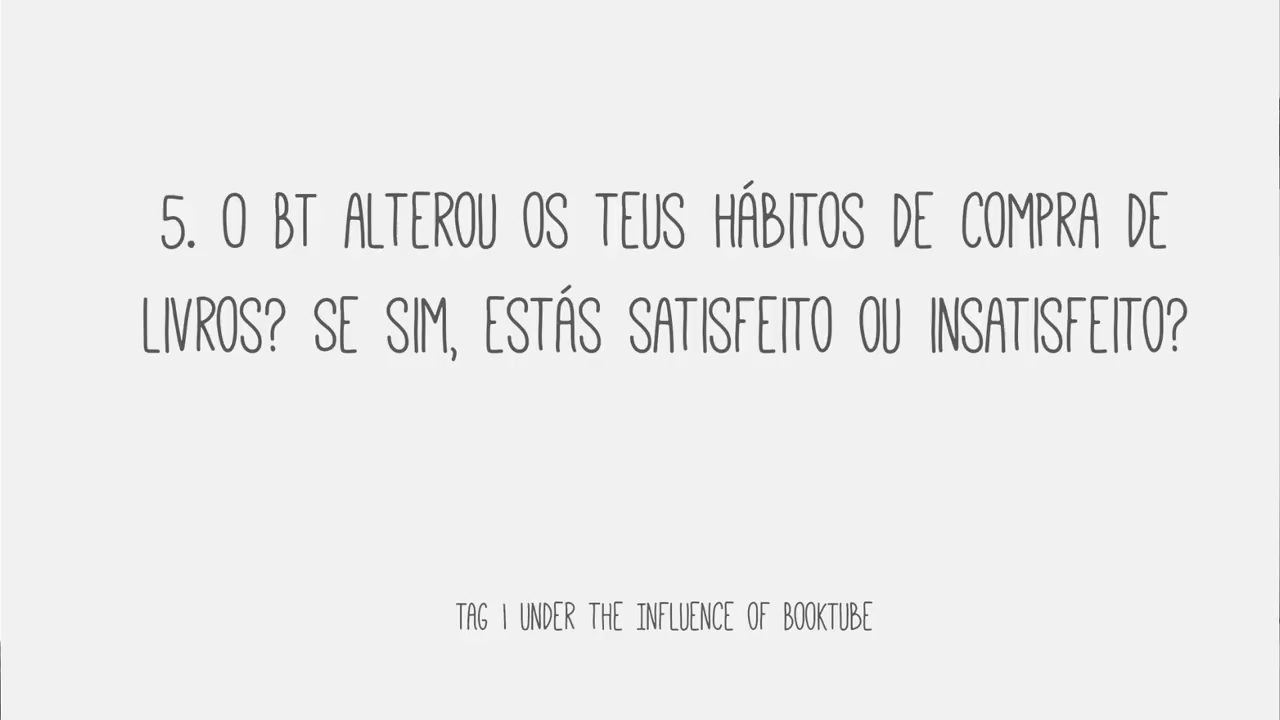 5. O BT ALTEROU OS TEUS HÁBITOS DE COMPRA DE
LIVROS? SE SIM, ESTÁS SATISFEITO OU INSATISFEITO?
TAG | UNDER THE INFLUENCE OF BOOKTUBE